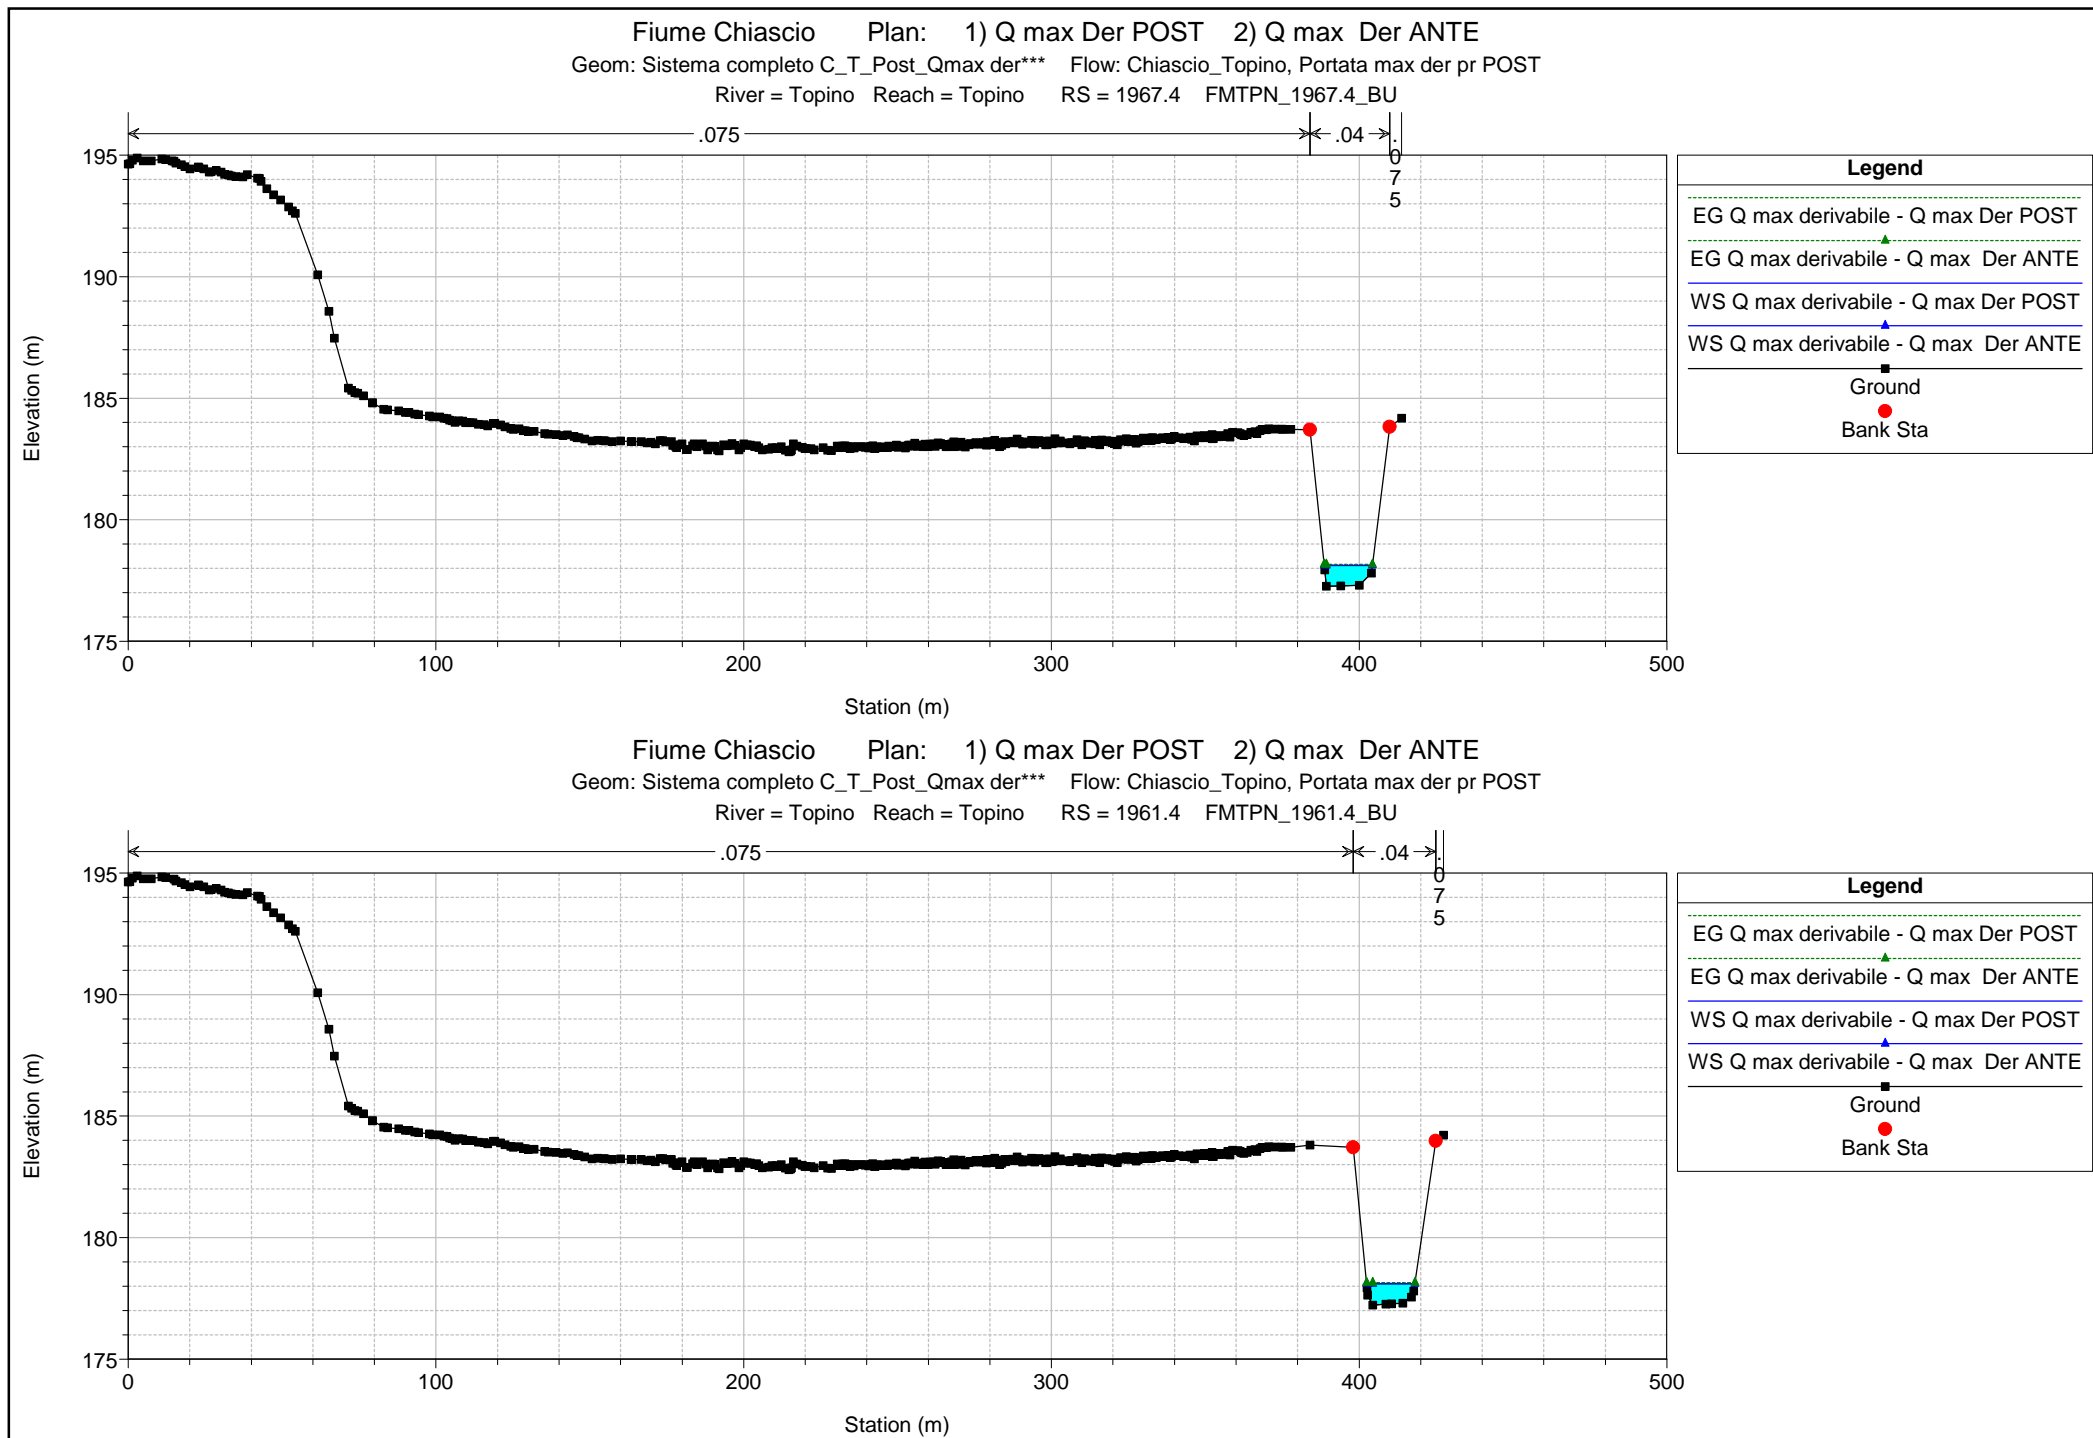 Fiume Chiascio Plan: 1) Q max Der POST 2) Q max Der ANTE
Geom: Sistema completo C_T_Post_Qmax der*** Flow: Chiascio_Topino, Portata max der pr POST
River = Topino Reach = Topino RS = 1967.4 FMTPN_1967.4_BU
.075 .04 .075
195
190
185
180
175
Elevation (m)
0 100 200 300 400 500
Station (m)
Legend
EG Q max derivabile - Q max Der POST
EG Q max derivabile - Q max Der ANTE
WS Q max derivabile - Q max Der POST
WS Q max derivabile - Q max Der ANTE
Ground
Bank Sta
Fiume Chiascio Plan: 1) Q max Der POST 2) Q max Der ANTE
Geom: Sistema completo C_T_Post_Qmax der*** Flow: Chiascio_Topino, Portata max der pr POST
River = Topino Reach = Topino RS = 1961.4 FMTPN_1961.4_BU
.075 .04 .075
195
190
185
180
175
Elevation (m)
0 100 200 300 400 500
Station (m)
Legend
EG Q max derivabile - Q max Der POST
EG Q max derivabile - Q max Der ANTE
WS Q max derivabile - Q max Der POST
WS Q max derivabile - Q max Der ANTE
Ground
Bank Sta